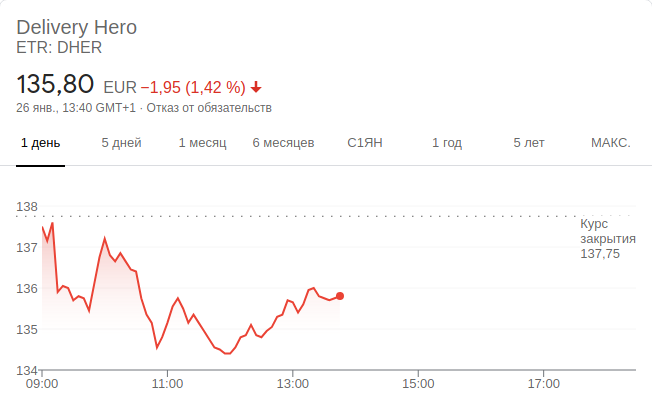 Delivery Hero
ETR: DHER
135,80 EUR −1,95 (1,42 %)
26 янв., 13:40 GMT+1 · Отказ от обязательств
1 день 5 дней 1 месяц 6 месяцев С1ЯН 1 год 5 лет МАКС.
138
Курс
закрытия
137,75
137
136
135
134
09:00 11:00 13:00 15:00 17:00